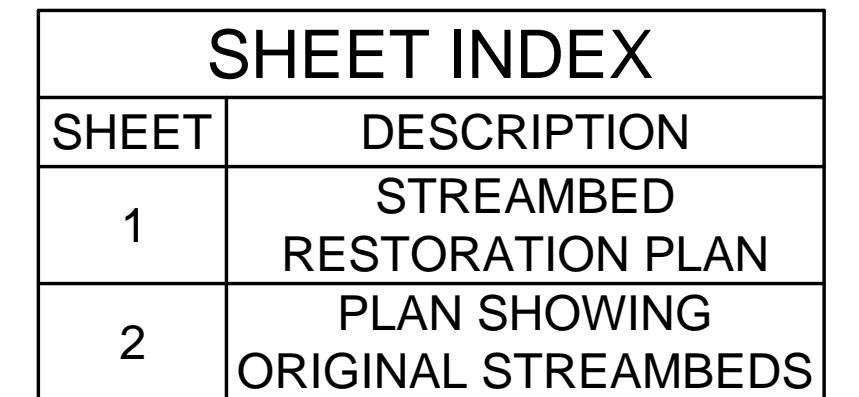 SHEET INDEX
SHEET DESCRIPTION
1 STREAMBED
RESTORATION PLAN
2 PLAN SHOWING
ORIGINAL STREAMBEDS